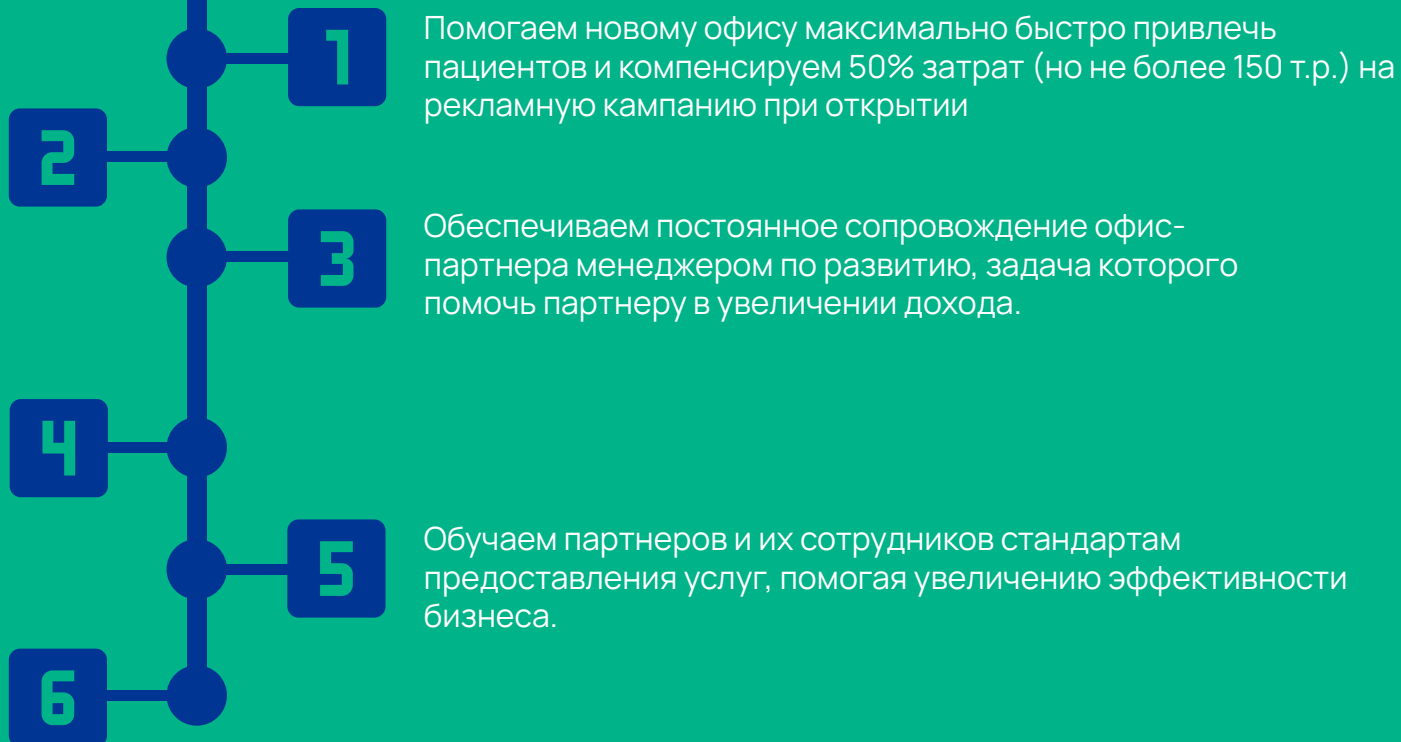 1
Помогаем новому офису максимально быстро привлечь
пациентов и компенсируем 50% затрат (но не более 150 т.р.) на
рекламную кампанию при открытии
2
3
Обеспечиваем постоянное сопровождение офис-
партнера менеджером по развитию, задача которого
помочь партнеру в увеличении дохода.
4
5
Обучаем партнеров и их сотрудников стандартам
предоставления услуг, помогая увеличению эффективности
бизнеса.
6